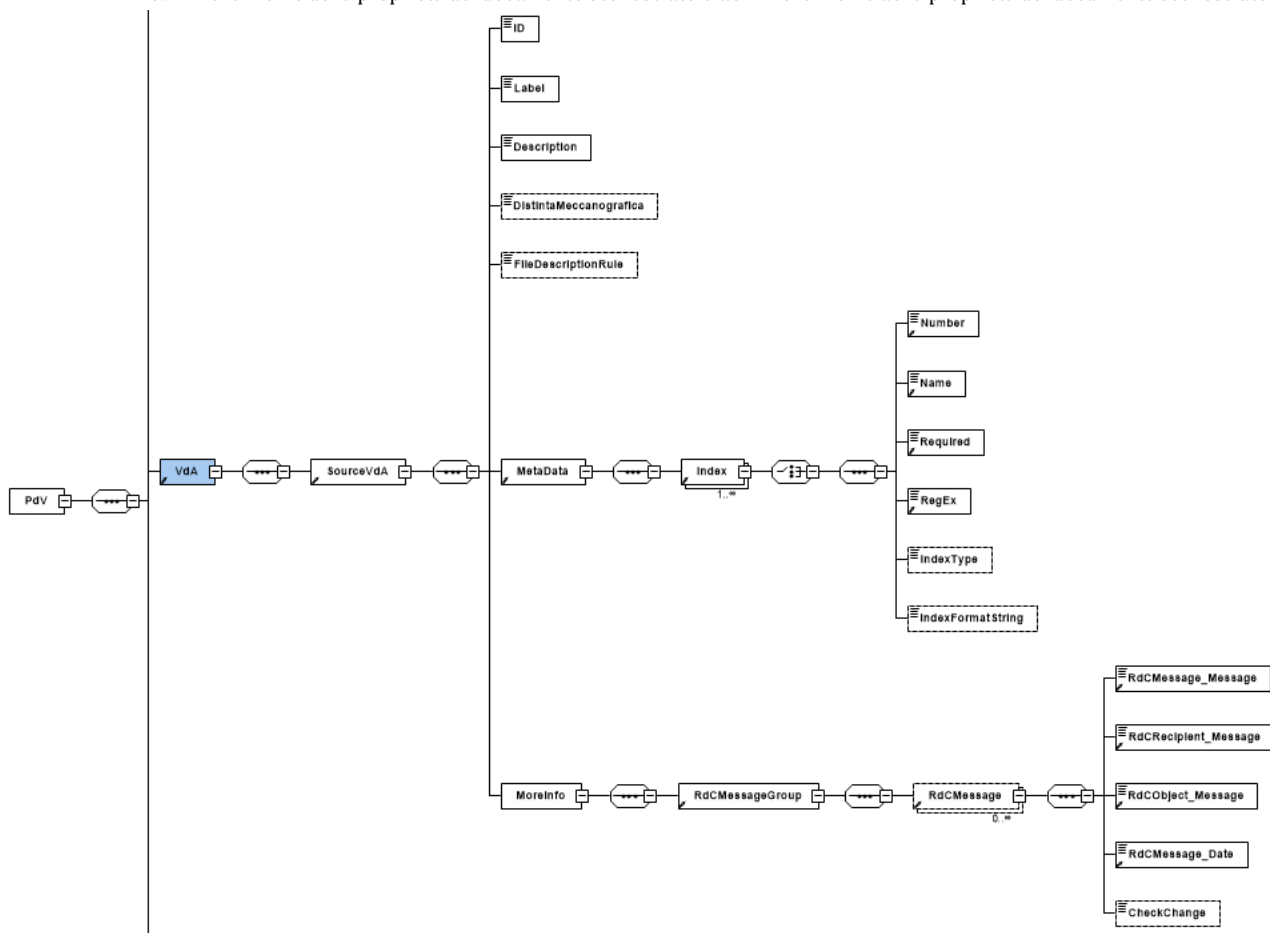 ID
Label
Description
DistintaMeccanografica
FileDescriptionRule
Number
Name
Required
VdA
SourceVdA
MetaData
Index
1..∞
PdV
RegEx
IndexType
IndexFormatString
RdCMessage_Message
RdCRecipient_Message
MoreInfo
RdCMessageGroup
RdCMessage
0..∞
RdCObject_Message
RdCMessage_Date
CheckChange